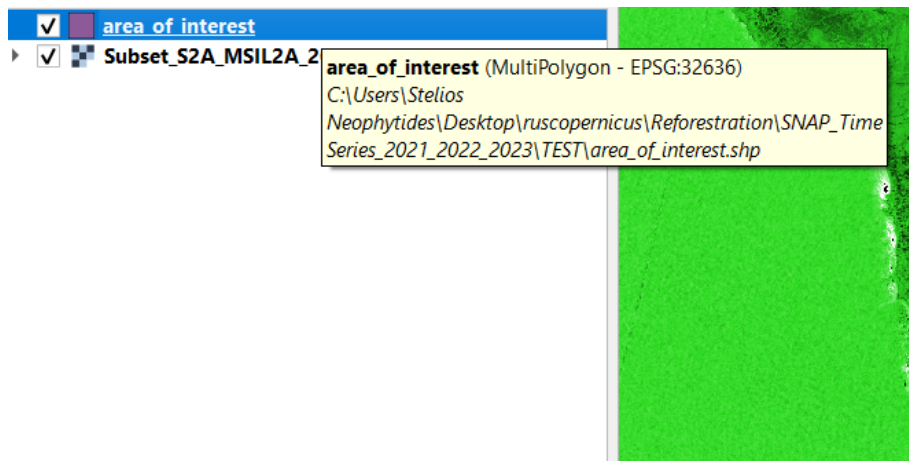 area_of_interest
Subset_S2A_MSIL2A_2
area_of_interest (MultiPolygon - EPSG:32636)
C:\Users\Stelios
Neophytides\Desktop\ruscopernicus\Reforestration\SNAP_Time
Series_2021_2022_2023\TEST\area_of_interest.shp